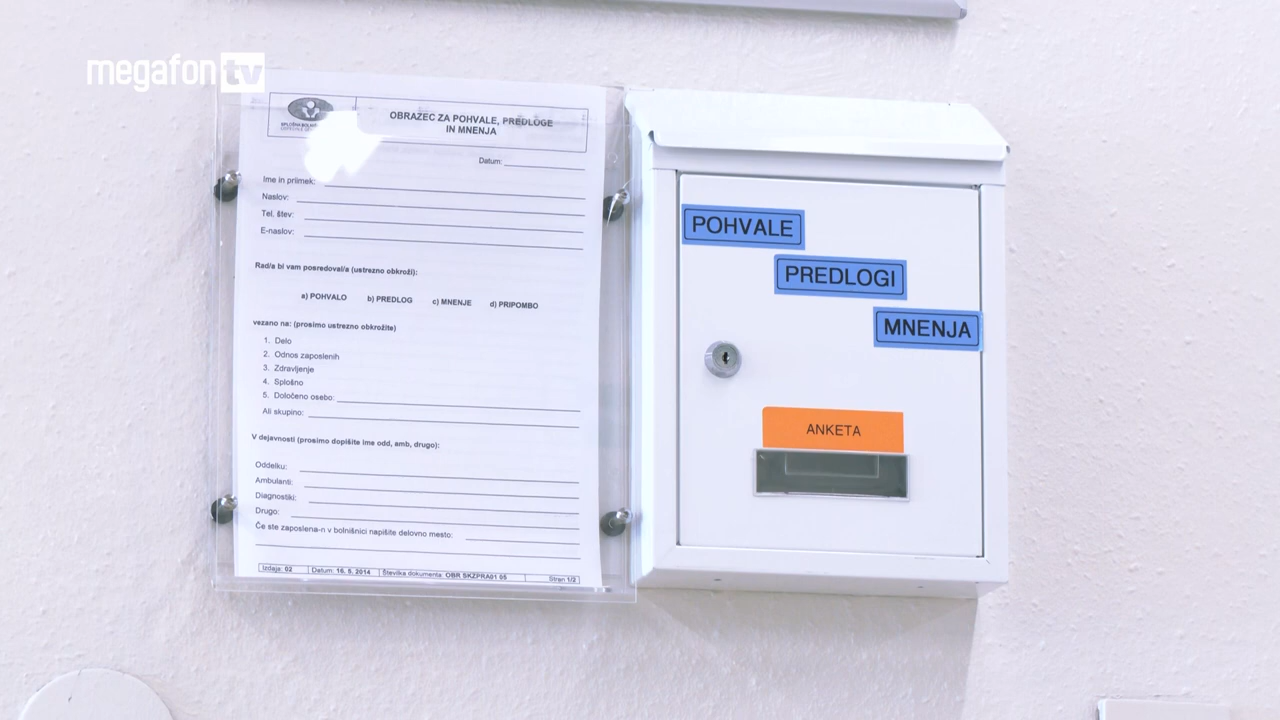 megafon tv
OBRAZEC ZA POHVALE, PREDLOGE
IN MNENJA
Datum:
Ime in priimek:
Naslov:
Tel. štev:
E-naslov:
Rad/a bi vam posredoval/a (ustrezno obkroži):
a) POHVALO b) PREDLOG c) MNENJE d) PRIPOMBO
vezano na: (prosimo ustrezno obkrožite)
1. Delo
2. Odnos zaposlenih
3. Zdravljenje
4. Splošno
5. Določeno osebo:
Ali skupino:
V dejavnosti (prosimo dopišite ime odd, amb, drugo):
Oddelku:
Ambulanti:
Diagnostiki:
Drugo:
Če ste zaposlena-n v bolnišnici napišite delovno mesto:
Izdaja: 02 Datum: 16. 5. 2014 Številka dokumenta: OBR SKZPRA01 05 Stran 1/2
POHVALE
PREDLOGI
MNENJA
ANKETA